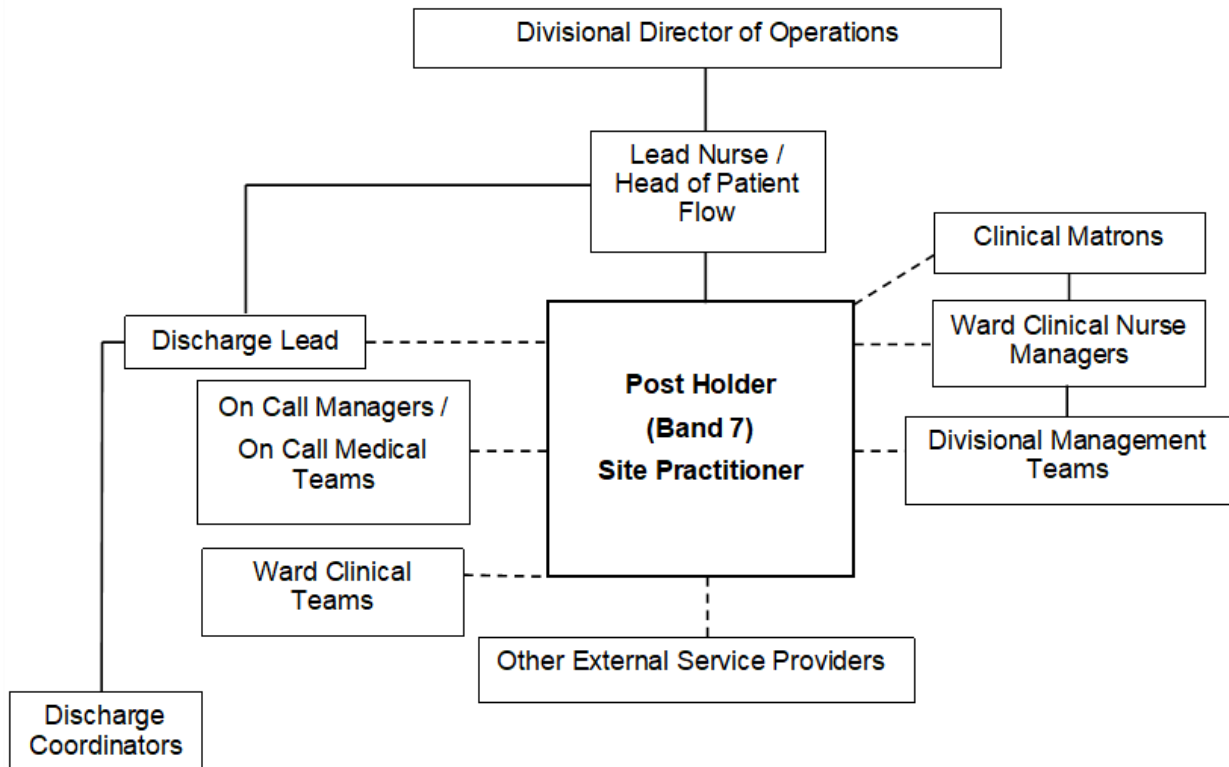 Divisional Director of Operations
Lead Nurse /
Head of Patient
Flow
Clinical Matrons
Discharge Lead
Ward Clinical Nurse
Managers
Post Holder
(Band 7)
Site Practitioner
On Call Managers /
On Call Medical
Teams
Divisional Management
Teams
Ward Clinical
Teams
Other External Service Providers
Discharge
Coordinators